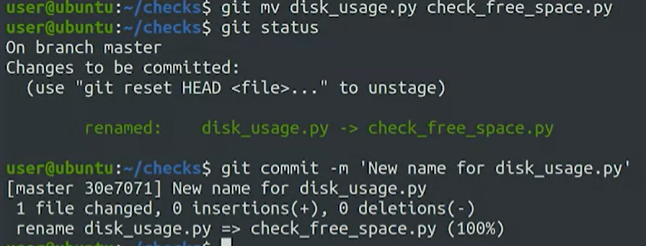 user@ubuntu:~/checks$ git mv disk_usage.py check_free_space.py
user@ubuntu:~/checks$ git status
On branch master
Changes to be committed:
  (use "git reset HEAD <file>..." to unstage)
        renamed:    disk_usage.py -> check_free_space.py
user@ubuntu:~/checks$ git commit -m 'New name for disk_usage.py'
[master 30e7071] New name for disk_usage.py
 1 file changed, 0 insertions(+), 0 deletions(-)
 rename disk_usage.py => check_free_space.py (100%)
user@ubuntu:~/checks$